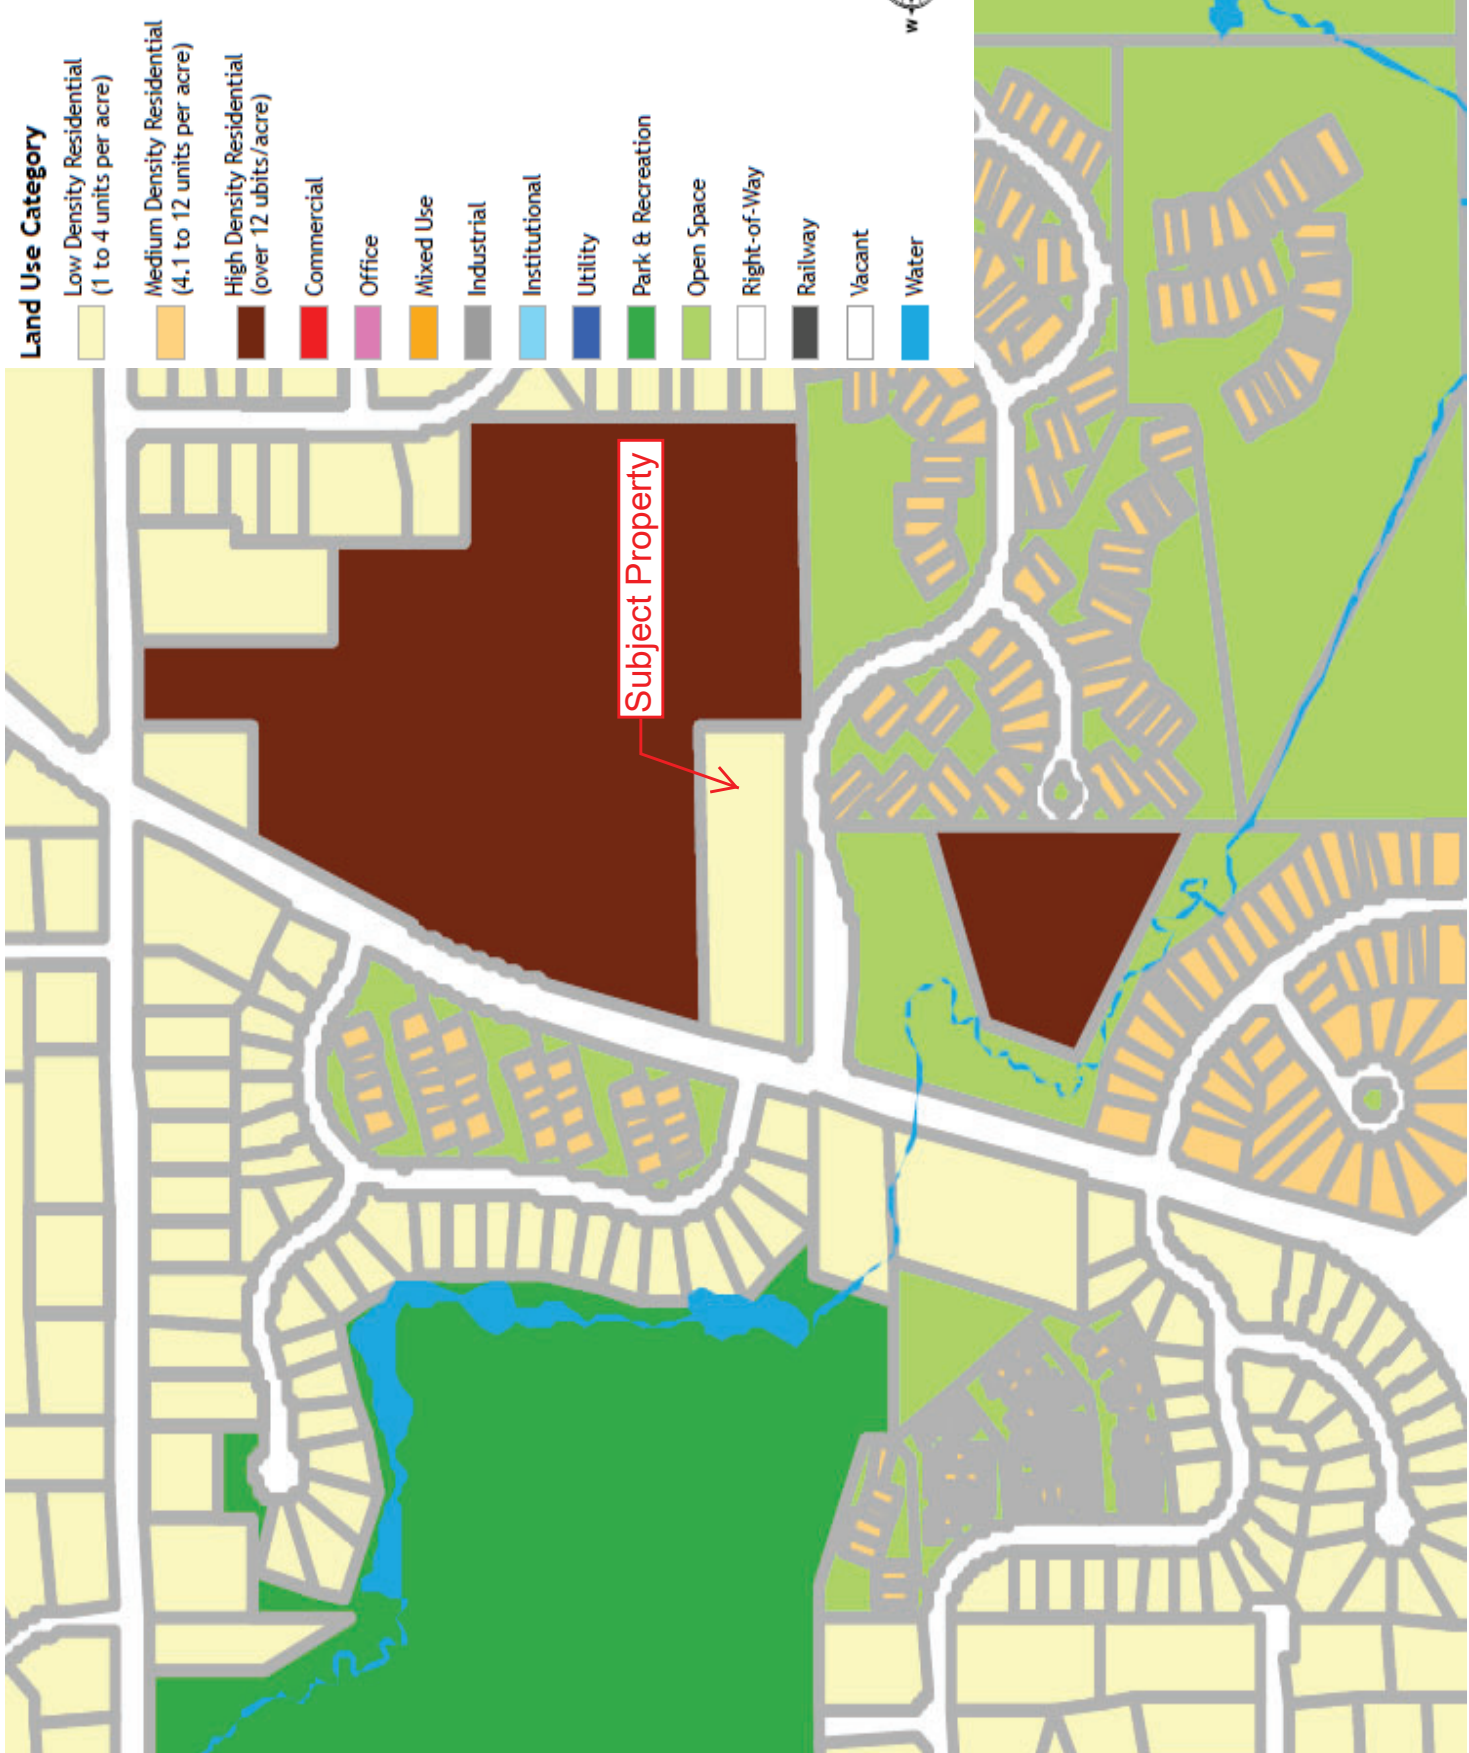 Land Use Category
Low Density Residential
(1 to 4 units per acre)
Medium Density Residential
(4.1 to 12 units per acre)
High Density Residential
(over 12 ubits/acre)
Commercial
Office
Mixed Use
Industrial
Institutional
Utility
Park & Recreation
Open Space
Right-of-Way
Railway
Vacant
Water
W
Subject Property